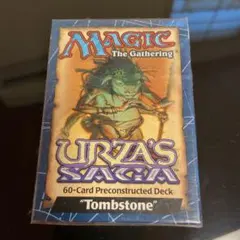 MAGIC
The Gathering
URZA'S
SAGA
60-Card Preconstructed Deck
"Tombstone"